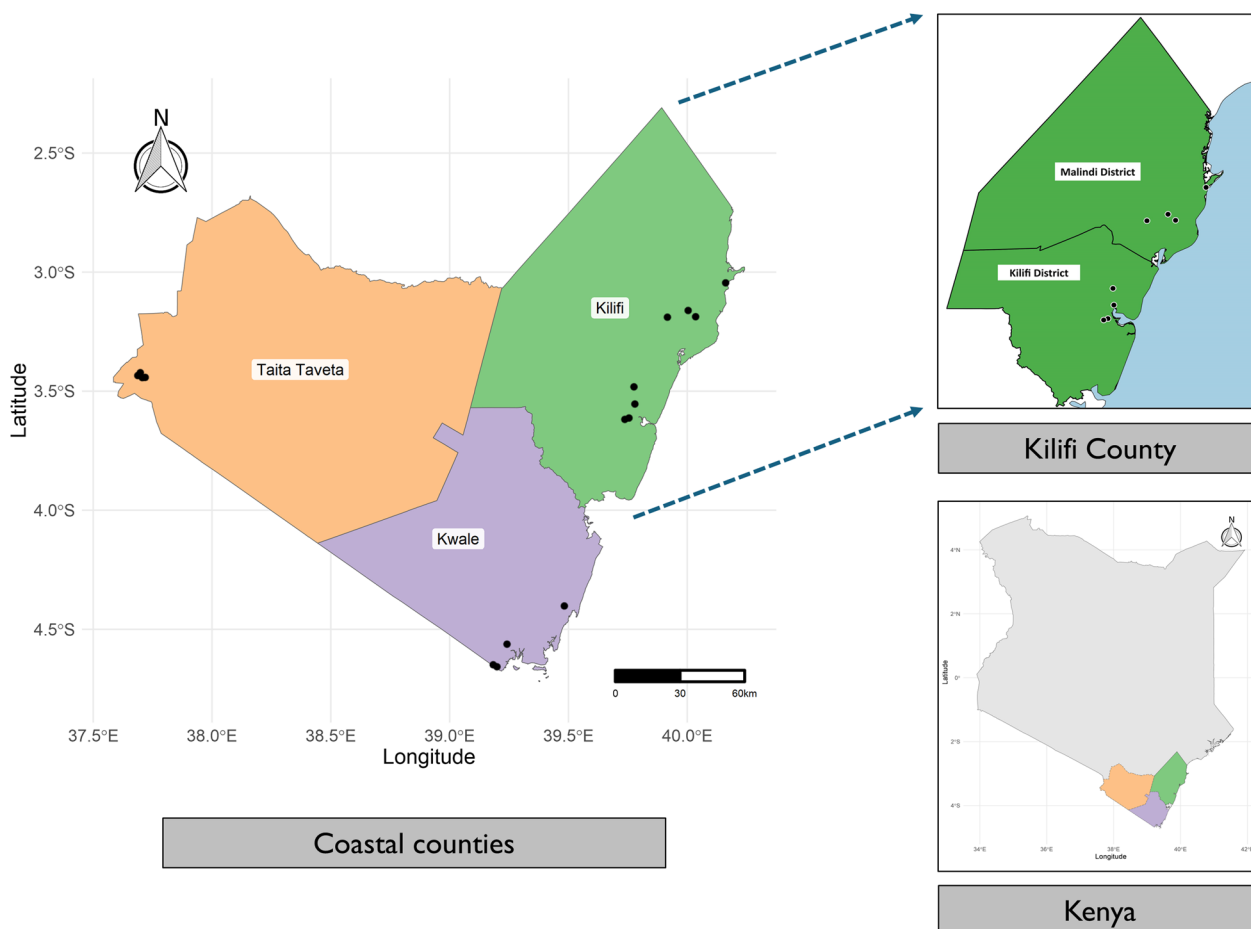 N
2.5°S
3.0°S
3.5°S
4.0°S
4.5°S
Latitude
Kilifi
Taita Taveta
Kwale
0 30 60km
37.5°E 38.0°E 38.5°E 39.0°E 39.5°E 40.0°E
Longitude
Coastal counties
Malindi District
Kilifi District
Kilifi County
N
4°N
2°N
0°
2°S
4°S
Latitude
34°E 36°E 38°E 40°E 42°E
Longitude
Kenya